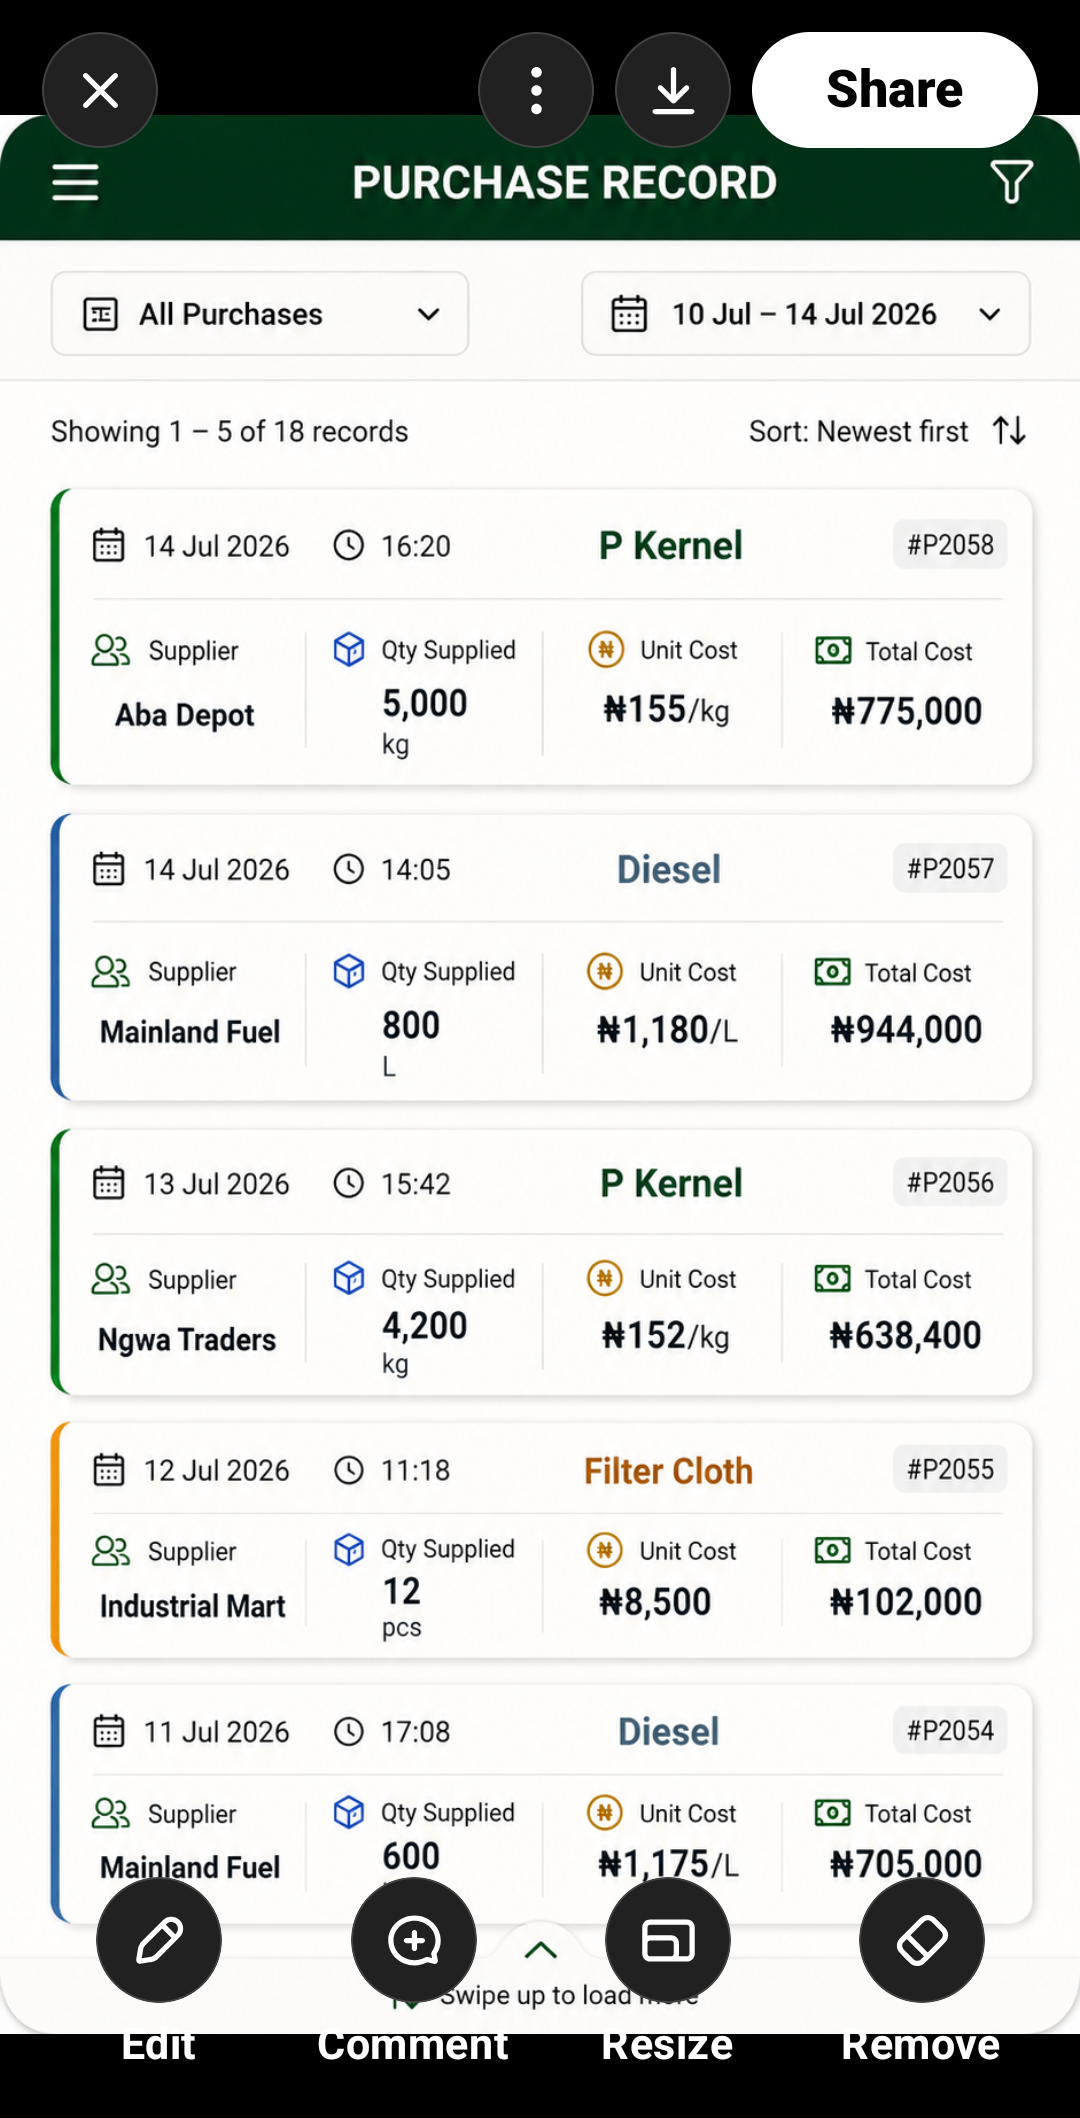 Share
PURCHASE RECORD
All Purchases
10 Jul – 14 Jul 2026
Showing 1 – 5 of 18 records
Sort: Newest first
14 Jul 2026 16:20 P Kernel #P2058
Supplier Qty Supplied Unit Cost Total Cost
Aba Depot 5,000 kg ₦155/kg ₦775,000
14 Jul 2026 14:05 Diesel #P2057
Supplier Qty Supplied Unit Cost Total Cost
Mainland Fuel 800 L ₦1,180/L ₦944,000
13 Jul 2026 15:42 P Kernel #P2056
Supplier Qty Supplied Unit Cost Total Cost
Ngwa Traders 4,200 kg ₦152/kg ₦638,400
12 Jul 2026 11:18 Filter Cloth #P2055
Supplier Qty Supplied Unit Cost Total Cost
Industrial Mart 12 pcs ₦8,500 ₦102,000
11 Jul 2026 17:08 Diesel #P2054
Supplier Qty Supplied Unit Cost Total Cost
Mainland Fuel 600 ₦1,175/L ₦705,000
Swipe up to load more
Edit Comment Resize Remove